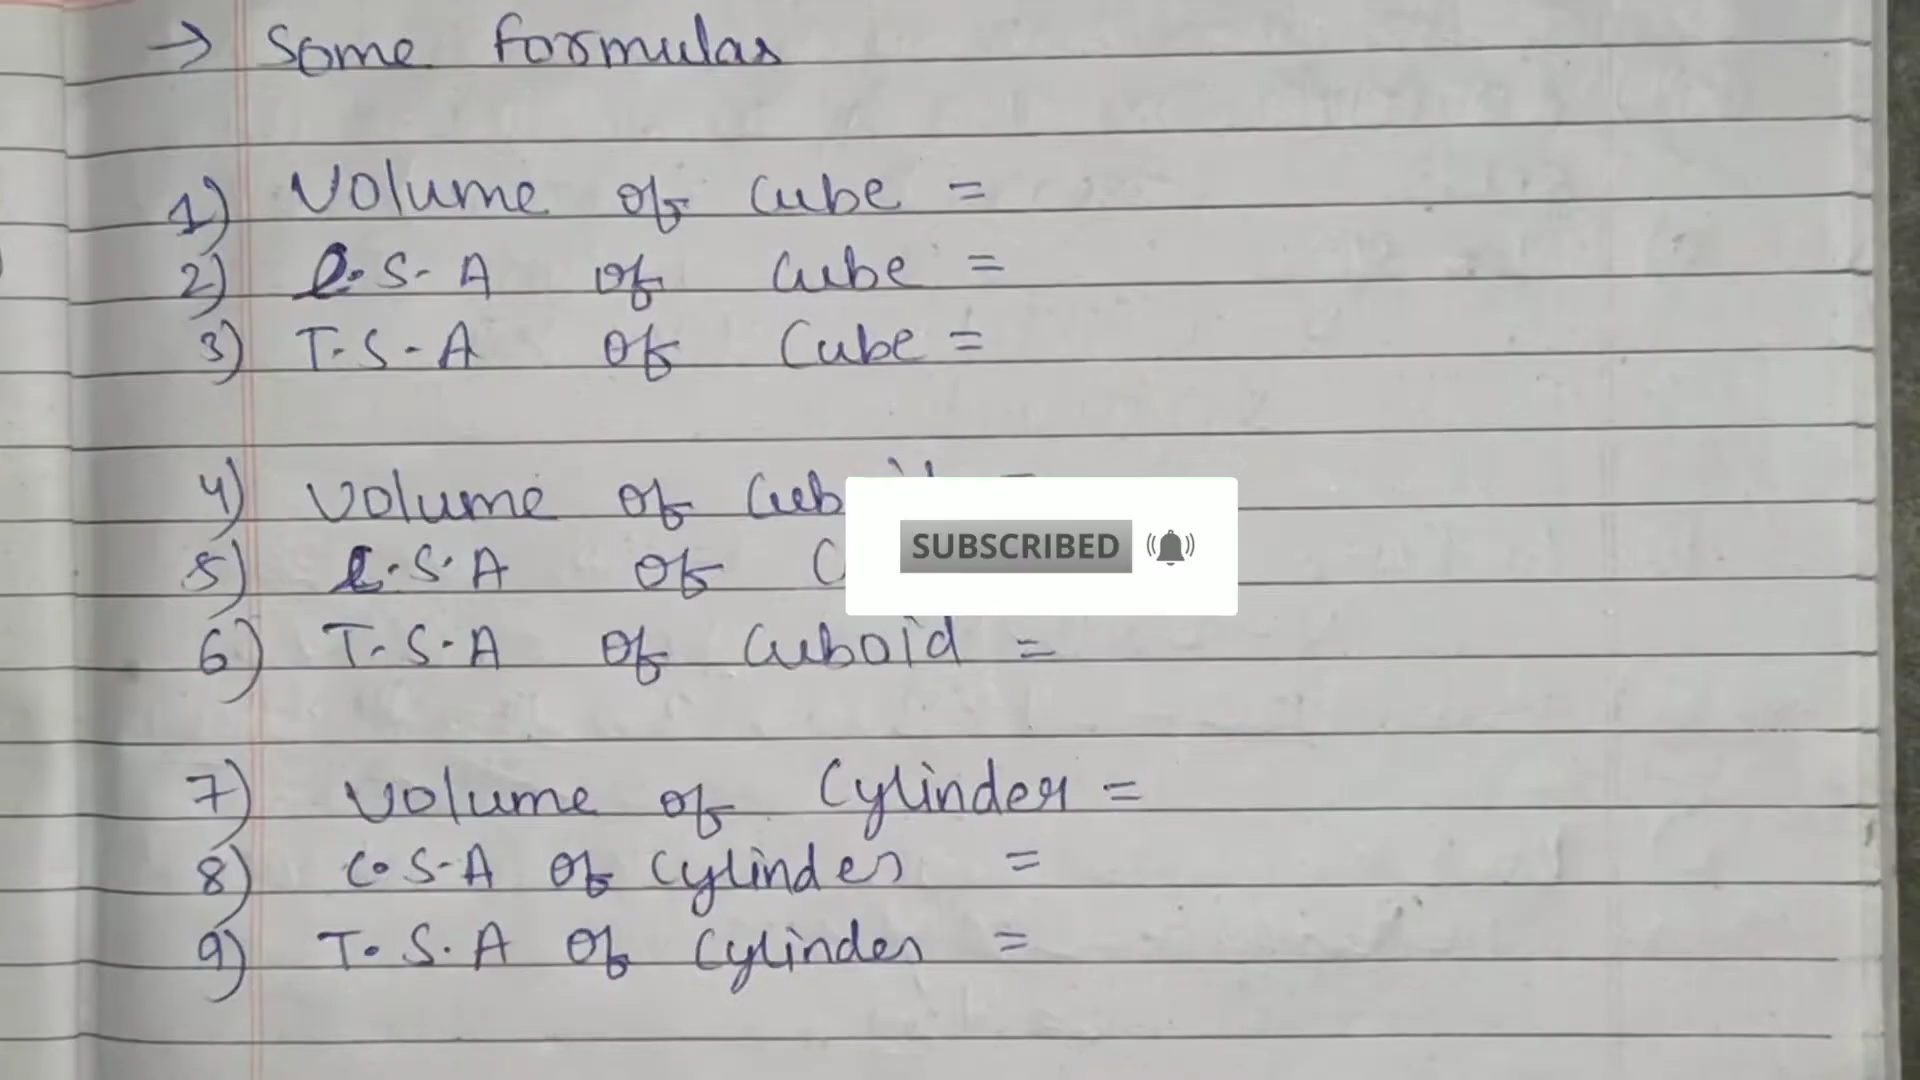 → Some formulas
1) Volume of Cube =
2) L.S-A of Cube =
3) T.S-A of Cube =
4) Volume of
5) L.S.A of
SUBSCRIBED
6) T.S.A of Cuboid =
7) Volume of Cylinder =
8) C.S-A of Cylinder =
9) T.S.A of Cylinder =